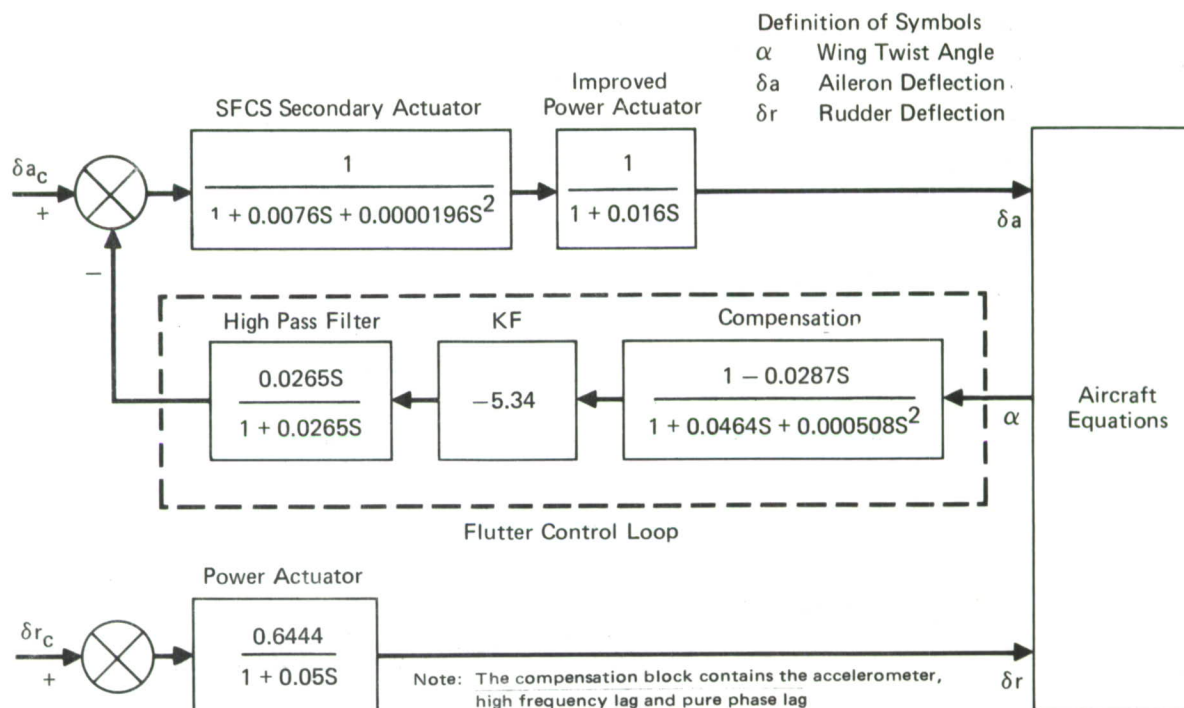 Definition of Symbols
α Wing Twist Angle
δa Aileron Deflection
δr Rudder Deflection
SFCS Secondary Actuator
Improved
Power Actuator
δa_c
+
1
1 + 0.0076S + 0.0000196S²
1
1 + 0.016S
δa
−
High Pass Filter
KF
Compensation
0.0265S
1 + 0.0265S
−5.34
1 − 0.0287S
1 + 0.0464S + 0.000508S²
α
Aircraft
Equations
Flutter Control Loop
Power Actuator
δr_c
+
0.6444
1 + 0.05S
δr
Note: The compensation block contains the accelerometer,
high frequency lag and pure phase lag